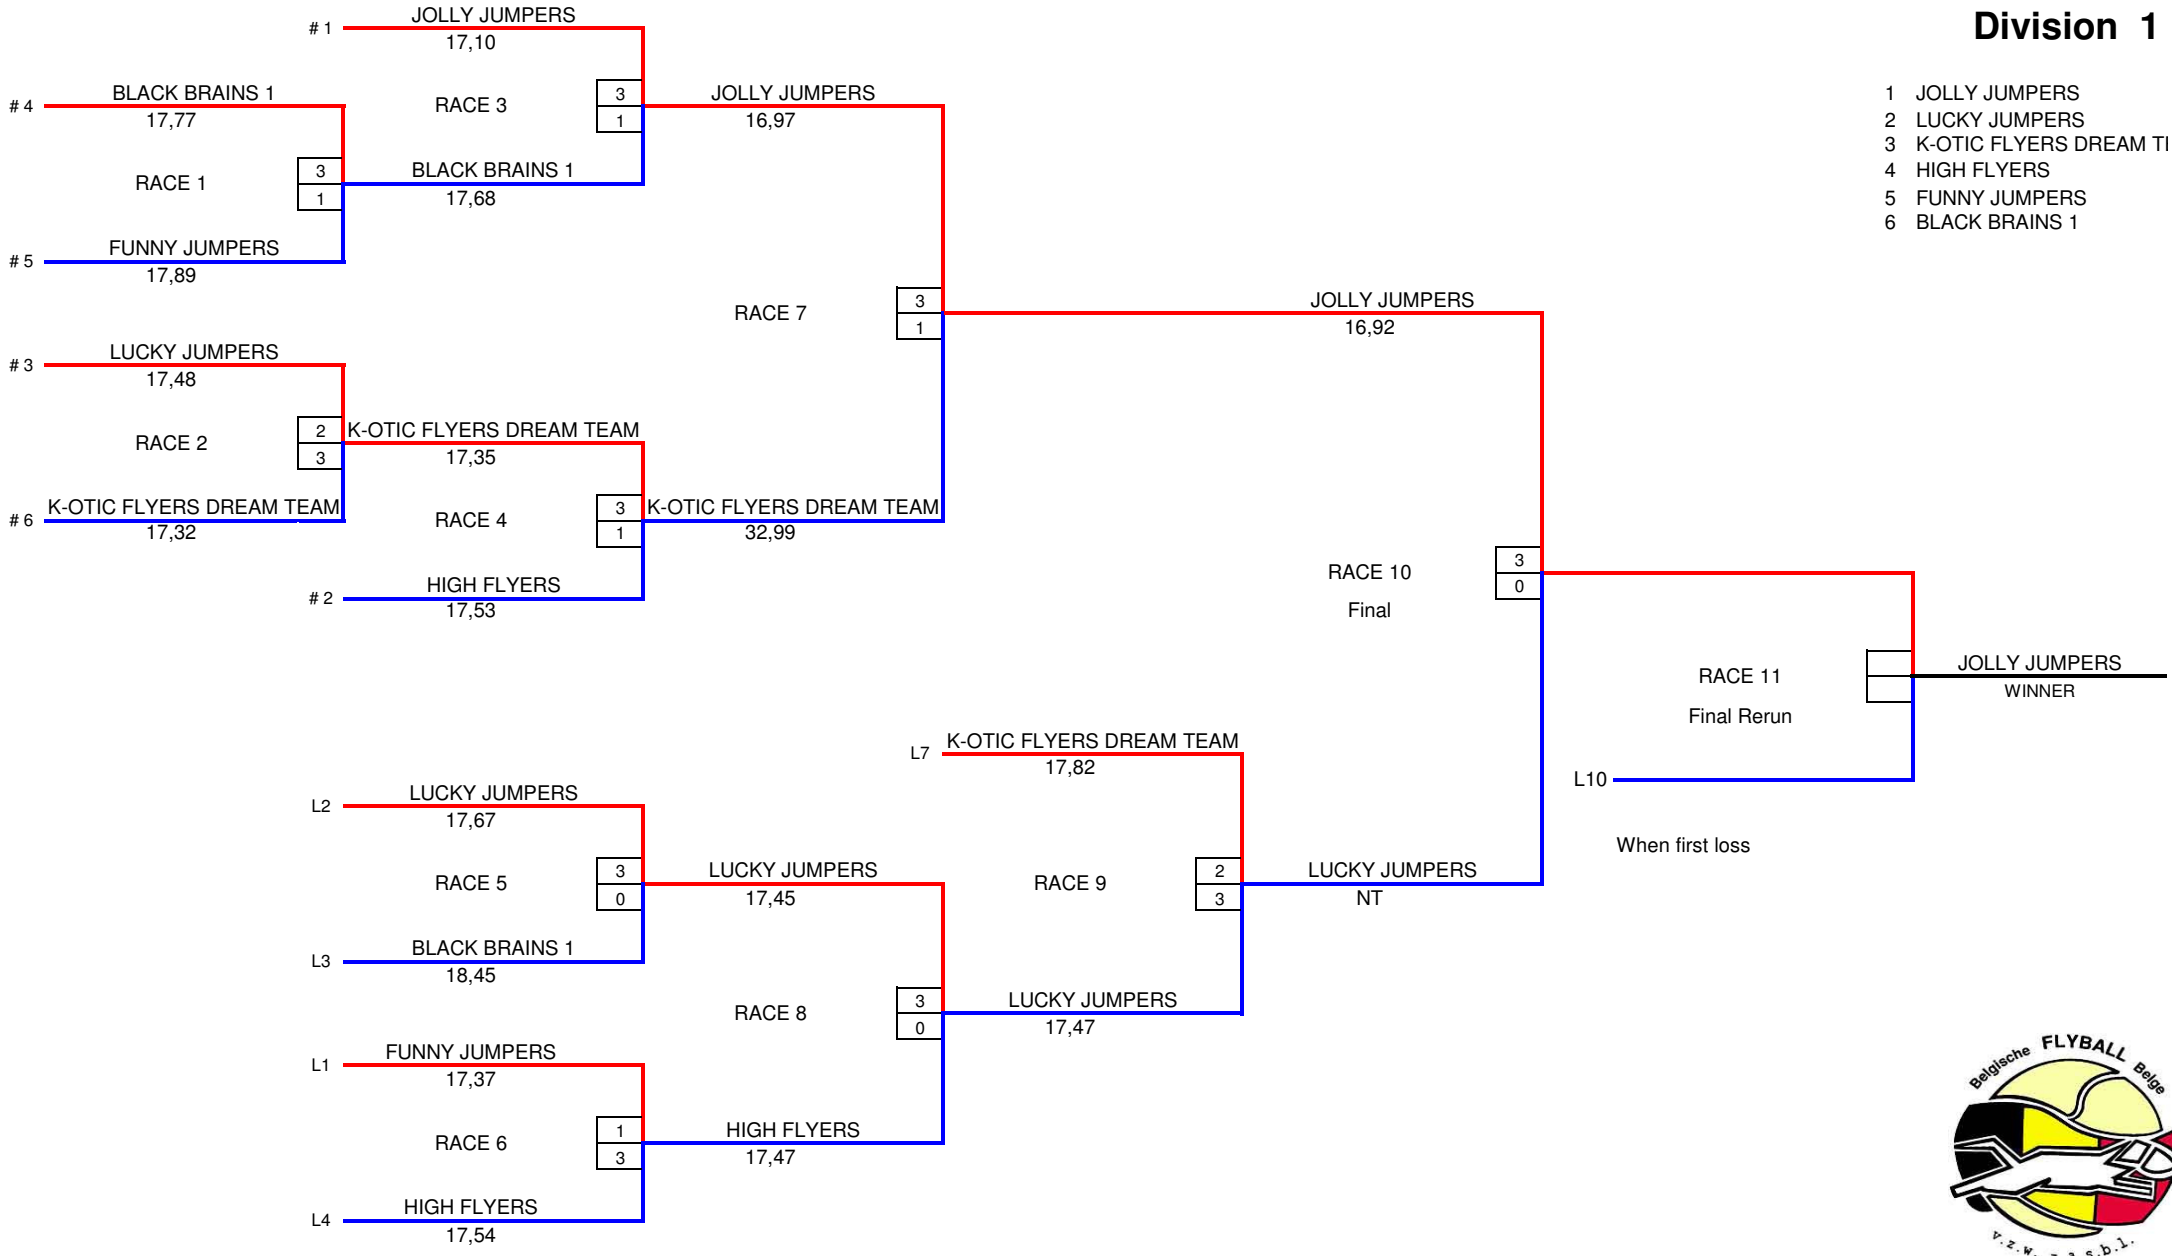 Division 1
1 JOLLY JUMPERS
2 LUCKY JUMPERS
3 K-OTIC FLYERS DREAM
4 HIGH FLYERS
5 FUNNY JUMPERS
6 BLACK BRAINS 1
# 1 JOLLY JUMPERS
17,10
# 4 BLACK BRAINS 1
17,77
RACE 3
3
1
JOLLY JUMPERS
16,97
RACE 1
3
1
BLACK BRAINS 1
17,68
# 5 FUNNY JUMPERS
17,89
RACE 7
3
1
JOLLY JUMPERS
16,92
# 3 LUCKY JUMPERS
17,48
RACE 2
2
3
K-OTIC FLYERS DREAM TEAM
17,35
# 6 K-OTIC FLYERS DREAM TEAM
17,32
RACE 4
3
1
K-OTIC FLYERS DREAM TEAM
32,99
# 2 HIGH FLYERS
17,53
RACE 10
Final
3
0
RACE 11
Final Rerun
JOLLY JUMPERS
WINNER
L10
When first loss
L7 K-OTIC FLYERS DREAM TEAM
17,82
L2 LUCKY JUMPERS
17,67
RACE 5
3
0
LUCKY JUMPERS
17,45
RACE 9
2
3
LUCKY JUMPERS
NT
L3 BLACK BRAINS 1
18,45
RACE 8
3
0
LUCKY JUMPERS
17,47
L1 FUNNY JUMPERS
17,37
RACE 6
1
3
HIGH FLYERS
17,47
L4 HIGH FLYERS
17,54
Belgische FLYBALL Belge
v.z.w. a.s.b.l.